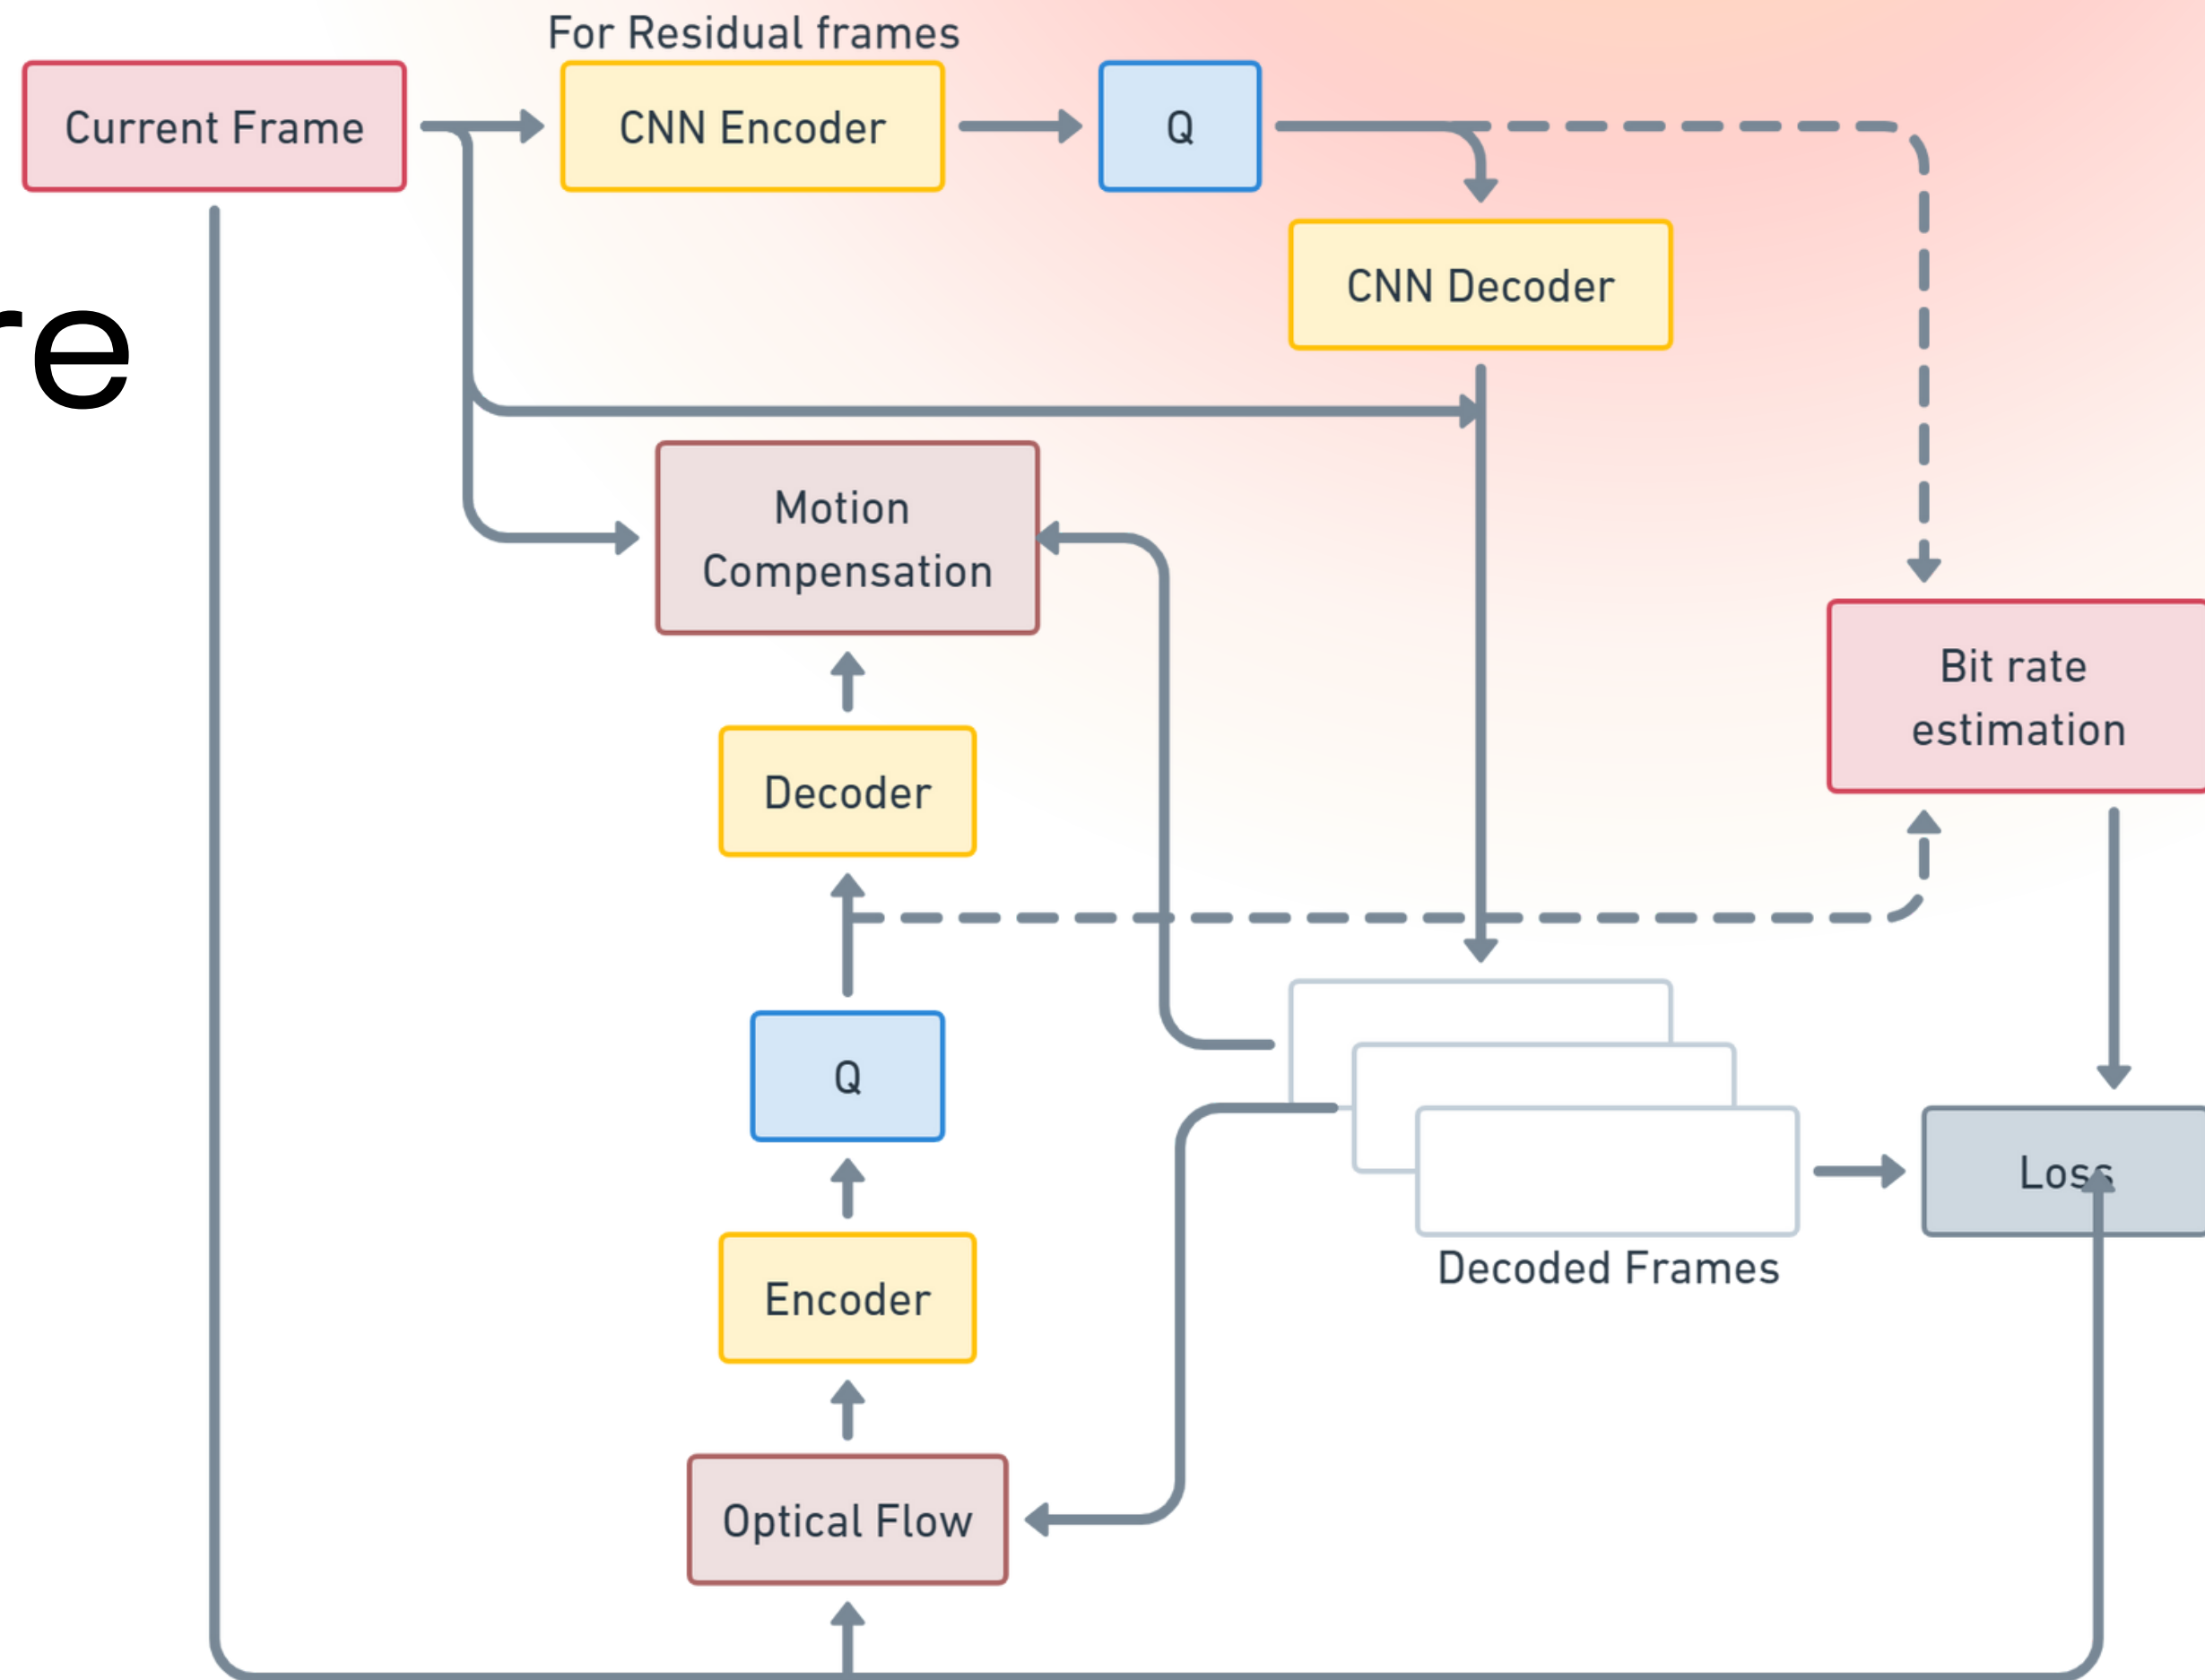 For Residual frames
Current Frame
CNN Encoder
Q
CNN Decoder
re
Motion
Compensation
Bit rate
estimation
Decoder
Q
Loss
Decoded Frames
Encoder
Optical Flow